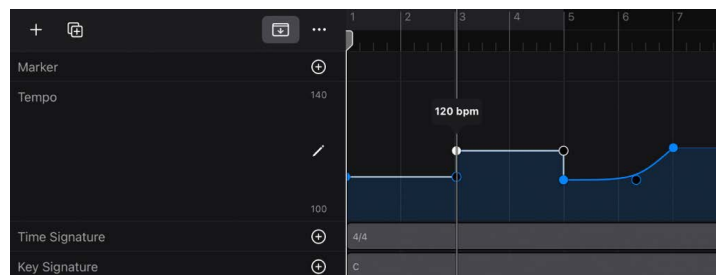 1 2 3 4 5 6 7
Marker
Tempo
140
120 bpm
100
Time Signature
4/4
Key Signature
C